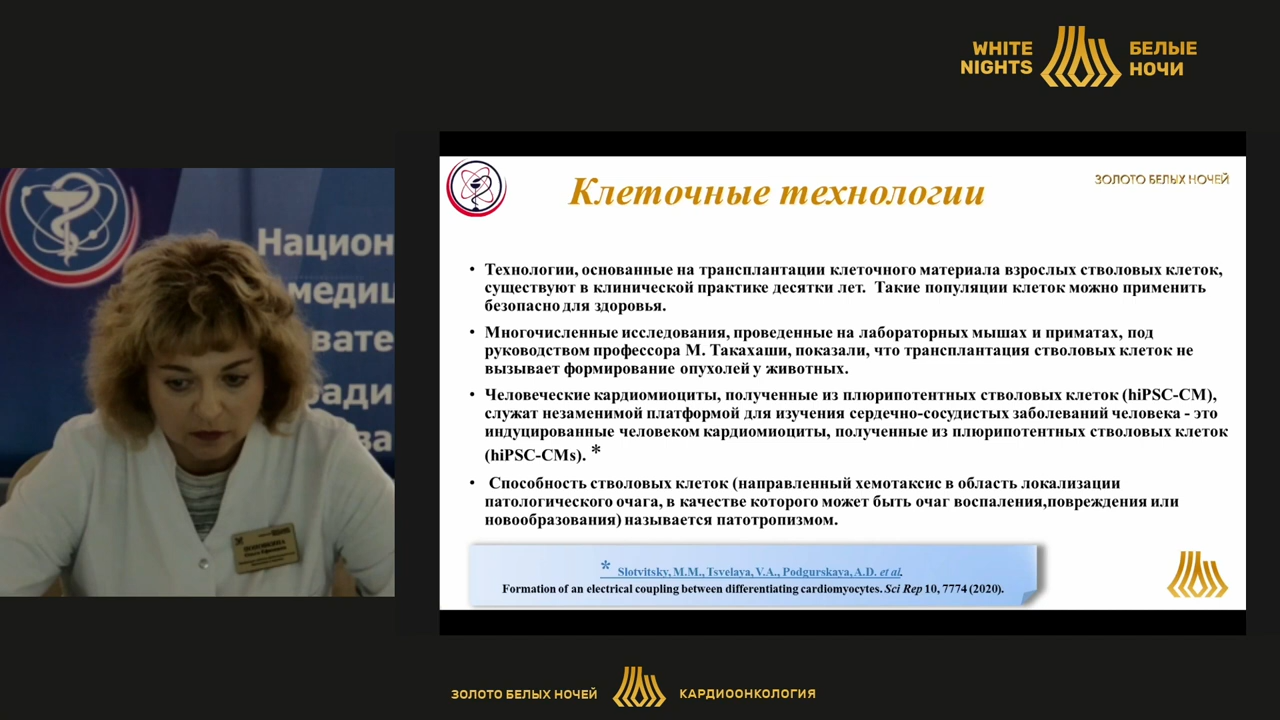 WHITE
NIGHTS
БЕЛЫЕ
НОЧИ
Национ
медиц
вате
ради
ва
Клеточные технологии
ЗОЛОТО БЕЛЫХ НОЧЕЙ
• Технологии, основанные на трансплантации клеточного материала взрослых стволовых клеток,
существуют в клинической практике десятки лет. Такие популяции клеток можно применить
безопасно для здоровья.
• Многочисленные исследования, проведенные на лабораторных мышах и приматах, под
руководством профессора М. Такахаши, показали, что трансплантация стволовых клеток не
вызывает формирование опухолей у животных.
• Человеческие кардиомиоциты, полученные из плюрипотентных стволовых клеток (hiPSC-CM),
служат незаменимой платформой для изучения сердечно-сосудистых заболеваний человека - это
индуцированные человеком кардиомиоциты, полученные из плюрипотентных стволовых клеток
(hiPSC-CMs). *
• Способность стволовых клеток (направленный хемотаксис в область локализации
патологического очага, в качестве которого может быть очаг воспаления,повреждения или
новообразования) называется патотропизмом.
* Slotvitsky, M.M., Tsvelaya, V.A., Podgurskaya, A.D. et al.
Formation of an electrical coupling between differentiating cardiomyocytes. Sci Rep 10, 7774 (2020).
ЗОЛОТО БЕЛЫХ НОЧЕЙ
КАРДИООНКОЛОГИЯ